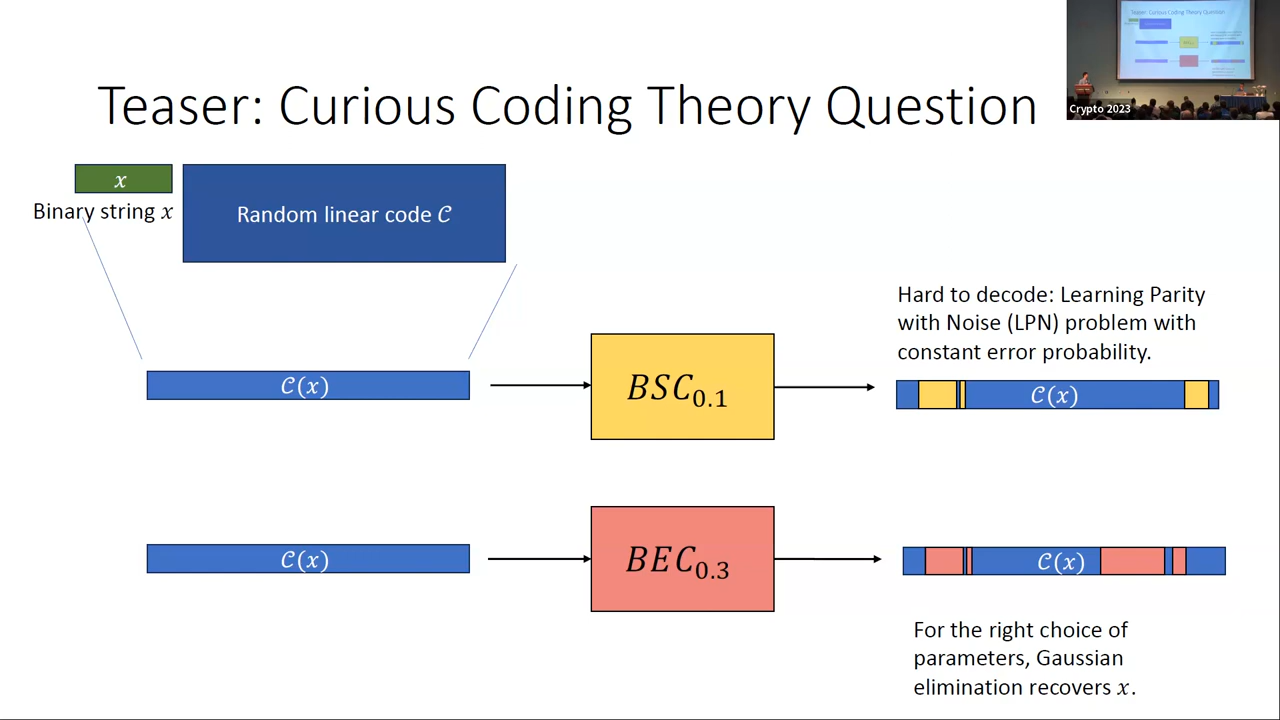 Teaser: Curious Coding Theory Question
Crypto 2023
x
Binary string x
Random linear code 𝒞
Hard to decode: Learning Parity
with Noise (LPN) problem with
constant error probability.
𝒞(x)
BSC₀.₁
𝒞(x)
𝒞(x)
BEC₀.₃
𝒞(x)
For the right choice of
parameters, Gaussian
elimination recovers x.